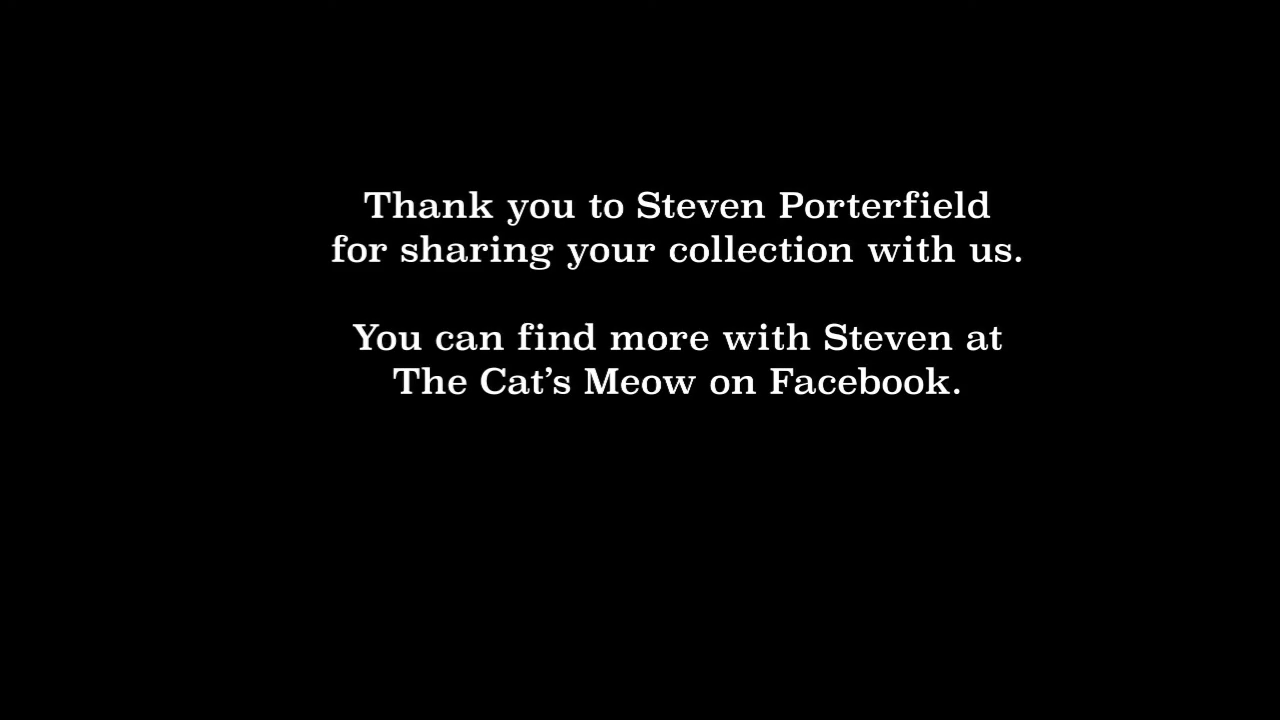 Thank you to Steven Porterfield
for sharing your collection with us.
You can find more with Steven at
The Cat’s Meow on Facebook.